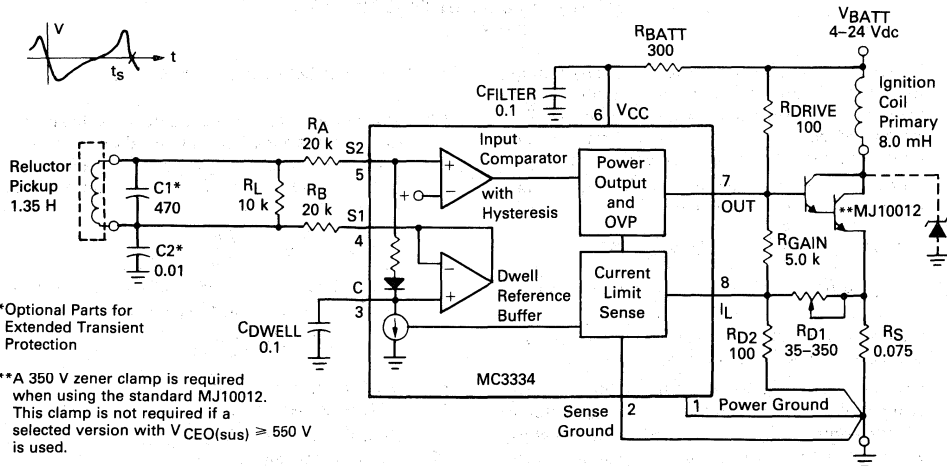 V
t
tS
Reluctor
Pickup
1.35 H
C1*
470
C2*
0.01
RL
10 k
RA
20 k
RB
20 k
S2
5
S1
4
C
3
CDWELL
0.1
CFILTER
0.1
6
VCC
RBATT
300
VBATT
4–24 Vdc
RDRIVE
100
Ignition
Coil
Primary
8.0 mH
Input
Comparator
with
Hysteresis
+
−
+
Power
Output
and
OVP
7
OUT
**MJ10012
RGAIN
5.0 k
−
+
Dwell
Reference
Buffer
Current
Limit
Sense
8
IL
RD1
35–350
RD2
100
RS
0.075
MC3334
Sense
Ground
2
1
Power Ground
*Optional Parts for
Extended Transient
Protection
**A 350 V zener clamp is required
when using the standard MJ10012.
This clamp is not required if a
selected version with VCEO(sus) ≥ 550 V
is used.